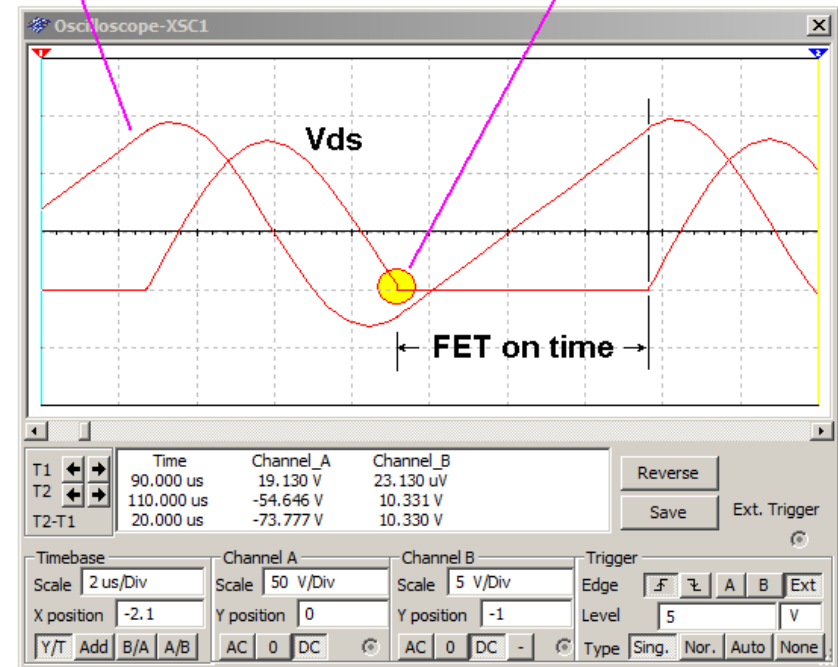 Oscilloscope-XSC1
1
2
Vds
FET on time
T1
T2
T2-T1
Time Channel_A Channel_B
90.000 us 19.130 V 23.130 uV
110.000 us -54.646 V 10.331 V
20.000 us -73.777 V 10.330 V
Reverse
Save
Ext. Trigger
Timebase
Scale 2 us/Div
X position -2.1
Y/T Add B/A A/B
Channel A
Scale 50 V/Div
Y position 0
AC 0 DC
Channel B
Scale 5 V/Div
Y position -1
AC 0 DC -
Trigger
Edge A B Ext
Level 5 V
Type Sing. Nor. Auto None